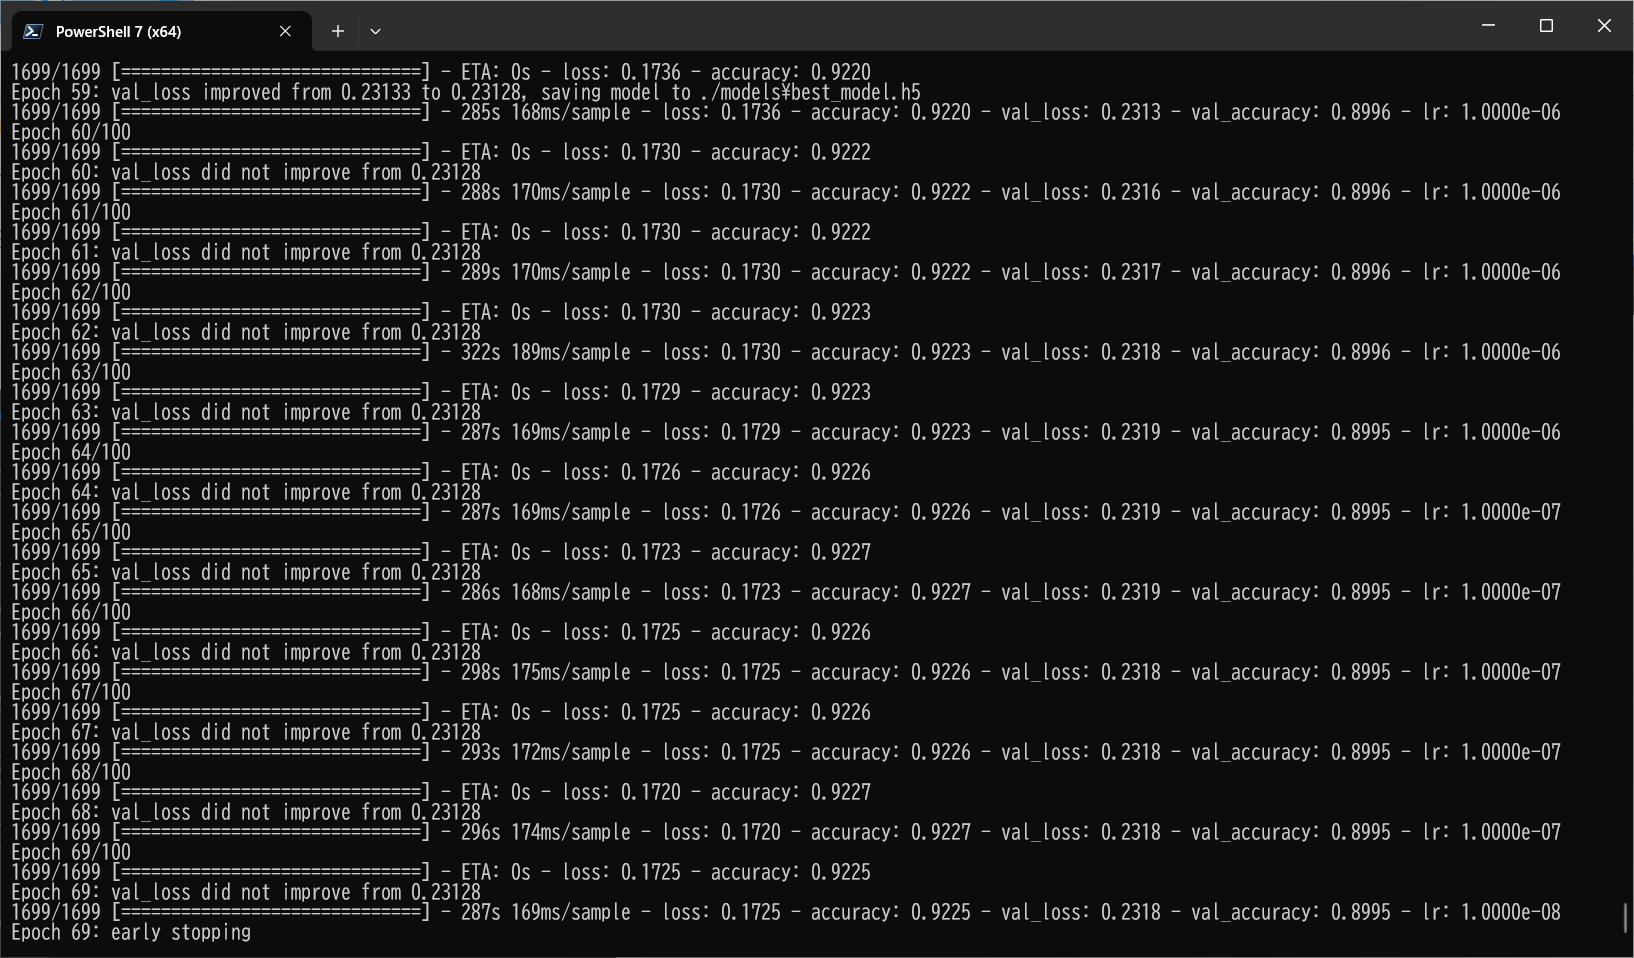 PowerShell 7 (x64)
1699/1699 [==============================] - ETA: 0s - loss: 0.1736 - accuracy: 0.9220
Epoch 59: val_loss improved from 0.23133 to 0.23128, saving model to ./models¥best_model.h5
1699/1699 [==============================] - 285s 168ms/sample - loss: 0.1736 - accuracy: 0.9220 - val_loss: 0.2313 - val_accuracy: 0.8996 - lr: 1.0000e-06
Epoch 60/100
1699/1699 [==============================] - ETA: 0s - loss: 0.1730 - accuracy: 0.9222
Epoch 60: val_loss did not improve from 0.23128
1699/1699 [==============================] - 288s 170ms/sample - loss: 0.1730 - accuracy: 0.9222 - val_loss: 0.2316 - val_accuracy: 0.8996 - lr: 1.0000e-06
Epoch 61/100
1699/1699 [==============================] - ETA: 0s - loss: 0.1730 - accuracy: 0.9222
Epoch 61: val_loss did not improve from 0.23128
1699/1699 [==============================] - 289s 170ms/sample - loss: 0.1730 - accuracy: 0.9222 - val_loss: 0.2317 - val_accuracy: 0.8996 - lr: 1.0000e-06
Epoch 62/100
1699/1699 [==============================] - ETA: 0s - loss: 0.1730 - accuracy: 0.9223
Epoch 62: val_loss did not improve from 0.23128
1699/1699 [==============================] - 322s 189ms/sample - loss: 0.1730 - accuracy: 0.9223 - val_loss: 0.2318 - val_accuracy: 0.8996 - lr: 1.0000e-06
Epoch 63/100
1699/1699 [==============================] - ETA: 0s - loss: 0.1729 - accuracy: 0.9223
Epoch 63: val_loss did not improve from 0.23128
1699/1699 [==============================] - 287s 169ms/sample - loss: 0.1729 - accuracy: 0.9223 - val_loss: 0.2319 - val_accuracy: 0.8995 - lr: 1.0000e-06
Epoch 64/100
1699/1699 [==============================] - ETA: 0s - loss: 0.1726 - accuracy: 0.9226
Epoch 64: val_loss did not improve from 0.23128
1699/1699 [==============================] - 287s 169ms/sample - loss: 0.1726 - accuracy: 0.9226 - val_loss: 0.2319 - val_accuracy: 0.8995 - lr: 1.0000e-07
Epoch 65/100
1699/1699 [==============================] - ETA: 0s - loss: 0.1723 - accuracy: 0.9227
Epoch 65: val_loss did not improve from 0.23128
1699/1699 [==============================] - 286s 168ms/sample - loss: 0.1723 - accuracy: 0.9227 - val_loss: 0.2319 - val_accuracy: 0.8995 - lr: 1.0000e-07
Epoch 66/100
1699/1699 [==============================] - ETA: 0s - loss: 0.1725 - accuracy: 0.9226
Epoch 66: val_loss did not improve from 0.23128
1699/1699 [==============================] - 298s 175ms/sample - loss: 0.1725 - accuracy: 0.9226 - val_loss: 0.2318 - val_accuracy: 0.8995 - lr: 1.0000e-07
Epoch 67/100
1699/1699 [==============================] - ETA: 0s - loss: 0.1725 - accuracy: 0.9226
Epoch 67: val_loss did not improve from 0.23128
1699/1699 [==============================] - 293s 172ms/sample - loss: 0.1725 - accuracy: 0.9226 - val_loss: 0.2318 - val_accuracy: 0.8995 - lr: 1.0000e-07
Epoch 68/100
1699/1699 [==============================] - ETA: 0s - loss: 0.1720 - accuracy: 0.9227
Epoch 68: val_loss did not improve from 0.23128
1699/1699 [==============================] - 296s 174ms/sample - loss: 0.1720 - accuracy: 0.9227 - val_loss: 0.2318 - val_accuracy: 0.8995 - lr: 1.0000e-07
Epoch 69/100
1699/1699 [==============================] - ETA: 0s - loss: 0.1725 - accuracy: 0.9225
Epoch 69: val_loss did not improve from 0.23128
1699/1699 [==============================] - 287s 169ms/sample - loss: 0.1725 - accuracy: 0.9225 - val_loss: 0.2318 - val_accuracy: 0.8995 - lr: 1.0000e-08
Epoch 69: early stopping